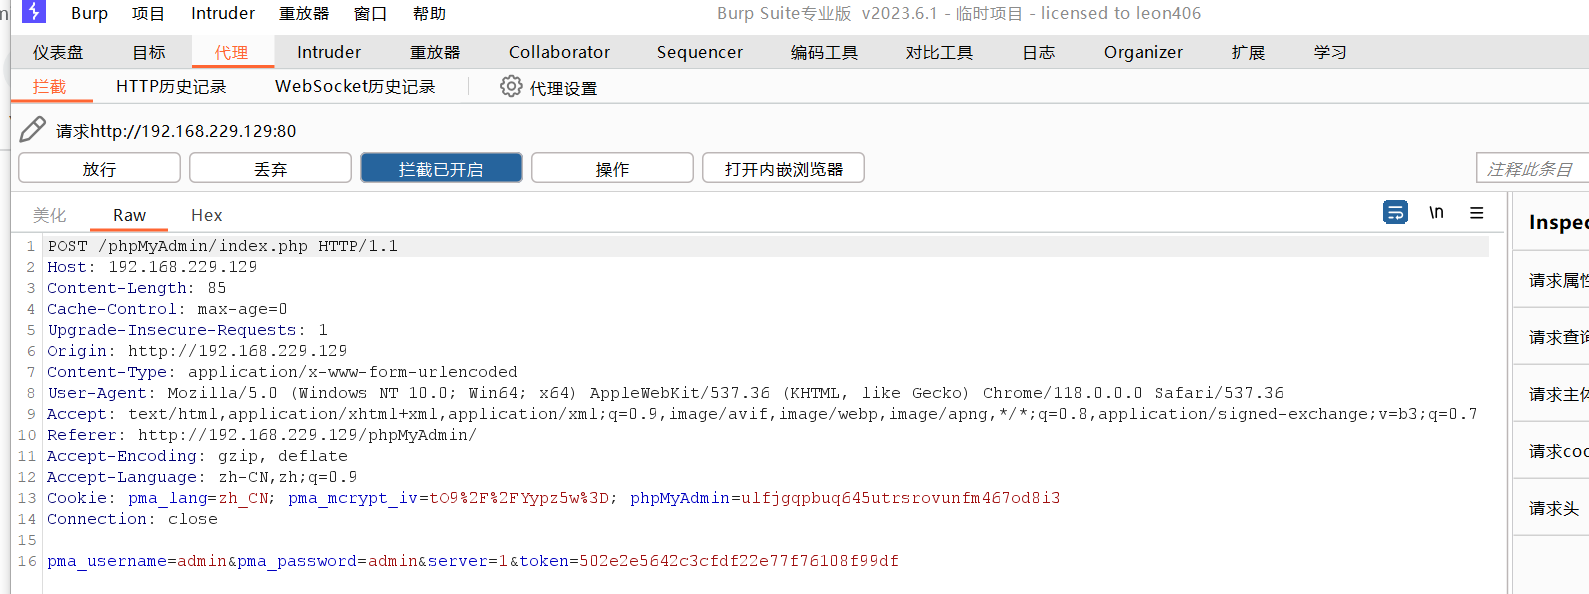 Burp 项目 Intruder 重放器 窗口 帮助 Burp Suite专业版 v2023.6.1 - 临时项目 - licensed to leon406
仪表盘 目标 代理 Intruder 重放器 Collaborator Sequencer 编码工具 对比工具 日志 Organizer 扩展 学习
拦截 HTTP历史记录 WebSocket历史记录 代理设置
请求http://192.168.229.129:80
放行 丢弃 拦截已开启 操作 打开内嵌浏览器 注释此条目
美化 Raw Hex \n
Inspec
1 POST /phpMyAdmin/index.php HTTP/1.1
2 Host: 192.168.229.129
请求属性
3 Content-Length: 85
4 Cache-Control: max-age=0
5 Upgrade-Insecure-Requests: 1
请求查询
6 Origin: http://192.168.229.129
7 Content-Type: application/x-www-form-urlencoded
8 User-Agent: Mozilla/5.0 (Windows NT 10.0; Win64; x64) AppleWebKit/537.36 (KHTML, like Gecko) Chrome/118.0.0.0 Safari/537.36
请求主体
9 Accept: text/html,application/xhtml+xml,application/xml;q=0.9,image/avif,image/webp,image/apng,*/*;q=0.8,application/signed-exchange;v=b3;q=0.7
10 Referer: http://192.168.229.129/phpMyAdmin/
11 Accept-Encoding: gzip, deflate
请求coo
12 Accept-Language: zh-CN,zh;q=0.9
13 Cookie: pma_lang=zh_CN; pma_mcrypt_iv=tO9%2F%2FYypz5w%3D; phpMyAdmin=ulfjgqpbuq645utrsrovunfm467od8i3
请求头
14 Connection: close
15
16 pma_username=admin&pma_password=admin&server=1&token=502e2e5642c3cfdf22e77f76108f99df